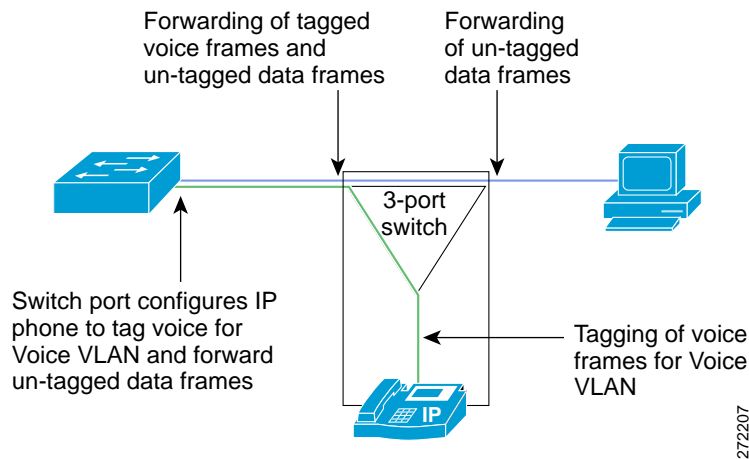 Forwarding of tagged
voice frames and
un-tagged data frames
Forwarding
of un-tagged
data frames
3-port
switch
Switch port configures IP
phone to tag voice for
Voice VLAN and forward
un-tagged data frames
Tagging of voice
frames for Voice
VLAN
IP
272207